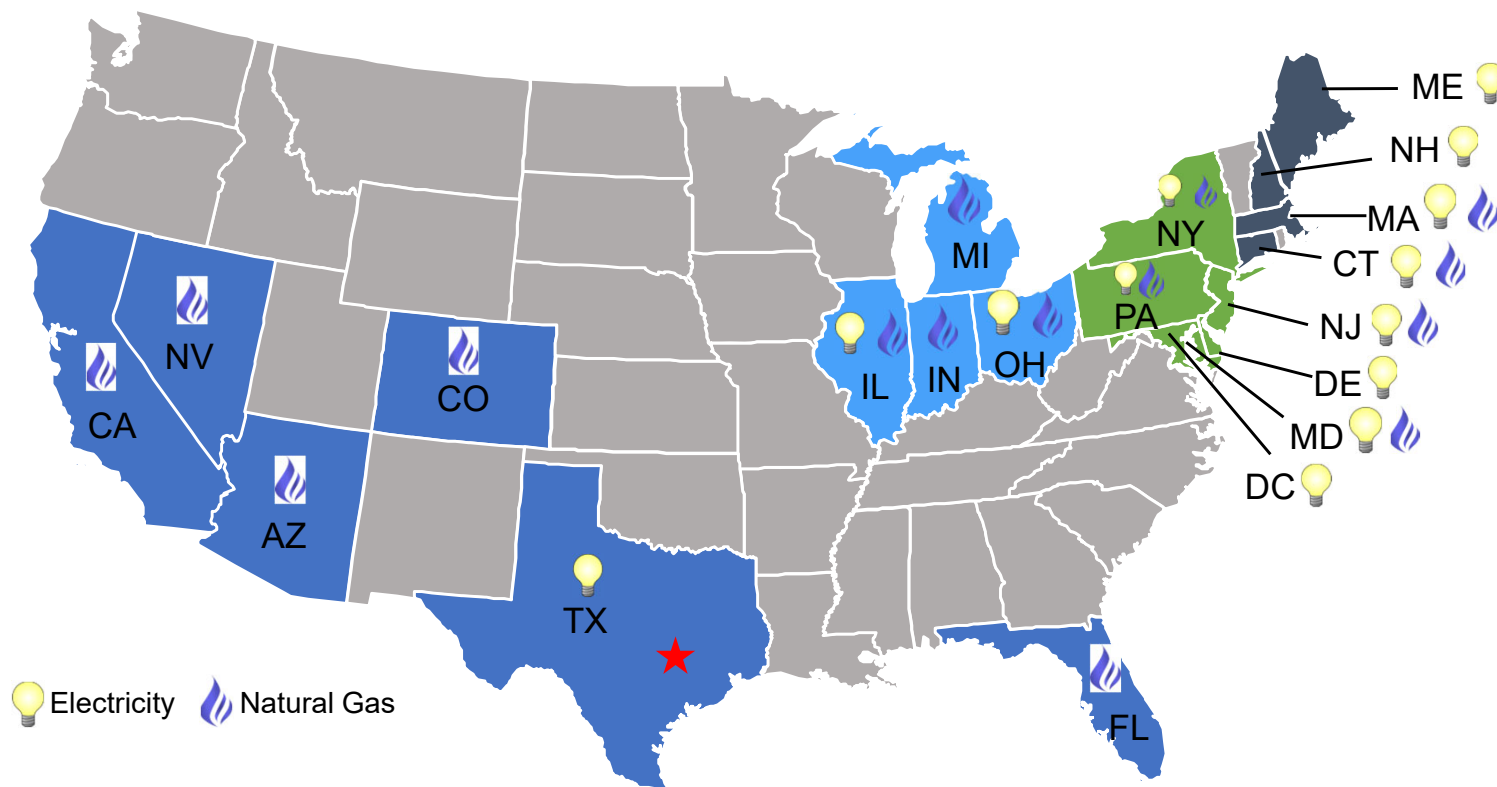 ME
NH
MA
NY
CT
MI
NJ
PA
NV
OH
DE
IL
IN
CO
CA
MD
DC
AZ
TX
Electricity
Natural Gas
FL